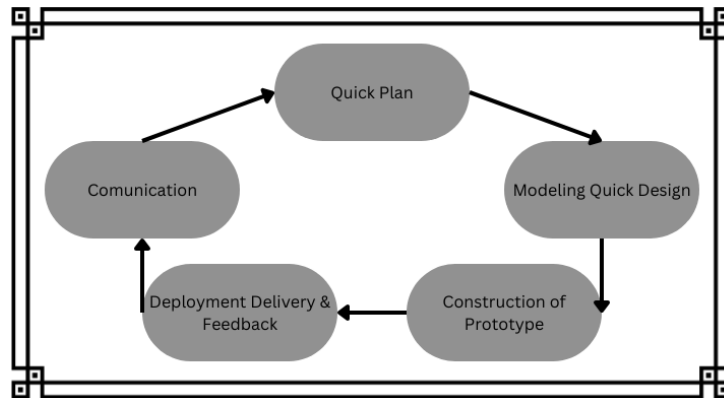 Quick Plan
Comunication
Modeling Quick Design
Deployment Delivery &
Feedback
Construction of
Prototype